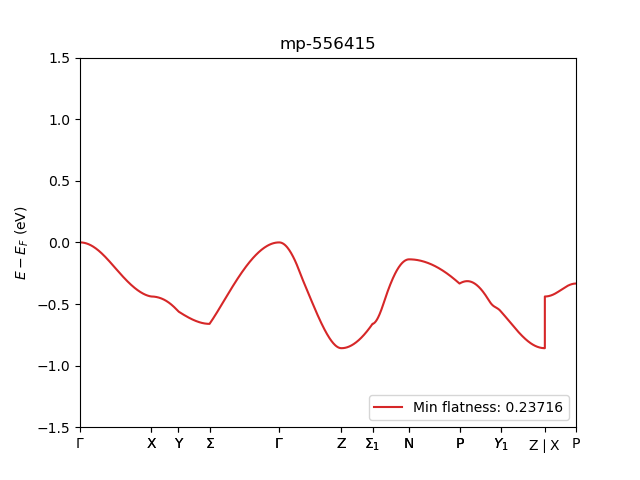 mp-556415
E − E_F (eV)
1.5
1.0
0.5
0.0
−0.5
−1.0
−1.5
Min flatness: 0.23716
Γ X Y Σ Γ Z Σ₁ N P Y₁ Z | X P